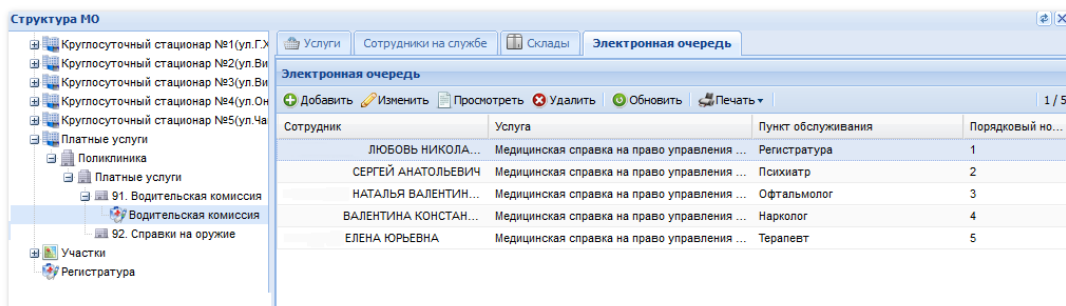 Структура МО
Круглосуточный стационар №1(ул.Г.Х
Круглосуточный стационар №2(ул.Ви
Круглосуточный стационар №3(ул.Ви
Круглосуточный стационар №4(ул.Он
Круглосуточный стационар №5(ул.Ча
Платные услуги
Поликлиника
Платные услуги
91. Водительская комиссия
Водительская комиссия
92. Справки на оружие
Участки
Регистратура
Услуги Сотрудники на службе Склады Электронная очередь
Электронная очередь
Добавить Изменить Просмотреть Удалить Обновить Печать 1 / 5
Сотрудник Услуга Пункт обслуживания Порядковый но...
ЛЮБОВЬ НИКОЛА... Медицинская справка на право управления ... Регистратура 1
СЕРГЕЙ АНАТОЛЬЕВИЧ Медицинская справка на право управления ... Психиатр 2
НАТАЛЬЯ ВАЛЕНТИН... Медицинская справка на право управления ... Офтальмолог 3
ВАЛЕНТИНА КОНСТАН... Медицинская справка на право управления ... Нарколог 4
ЕЛЕНА ЮРЬЕВНА Медицинская справка на право управления ... Терапевт 5